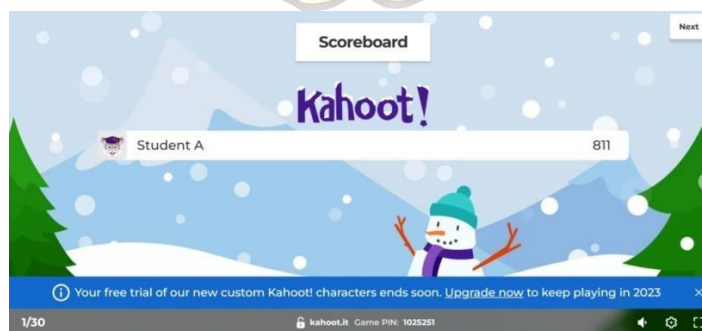 Scoreboard
Next
Kahoot!
Student A 811
Your free trial of our new custom Kahoot! characters ends soon. Upgrade now to keep playing in 2023
1/30 kahoot.it Game PIN: 1025251